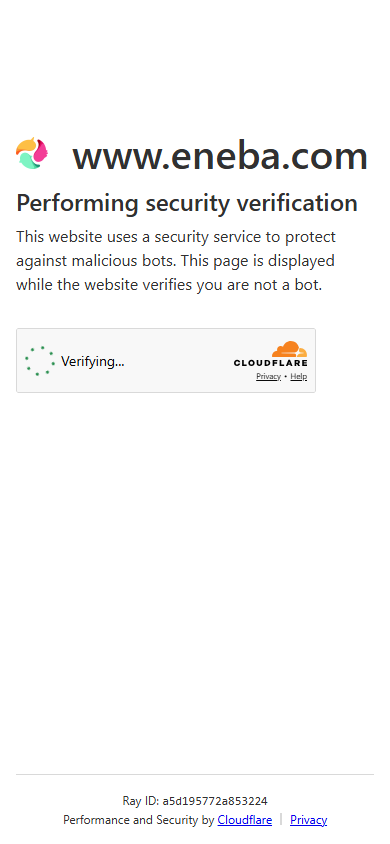 www.eneba.com
Performing security verification
This website uses a security service to protect
against malicious bots. This page is displayed
while the website verifies you are not a bot.
Verifying...
CLOUDFLARE
Privacy • Help
Ray ID: a5d195772a853224
Performance and Security by Cloudflare | Privacy